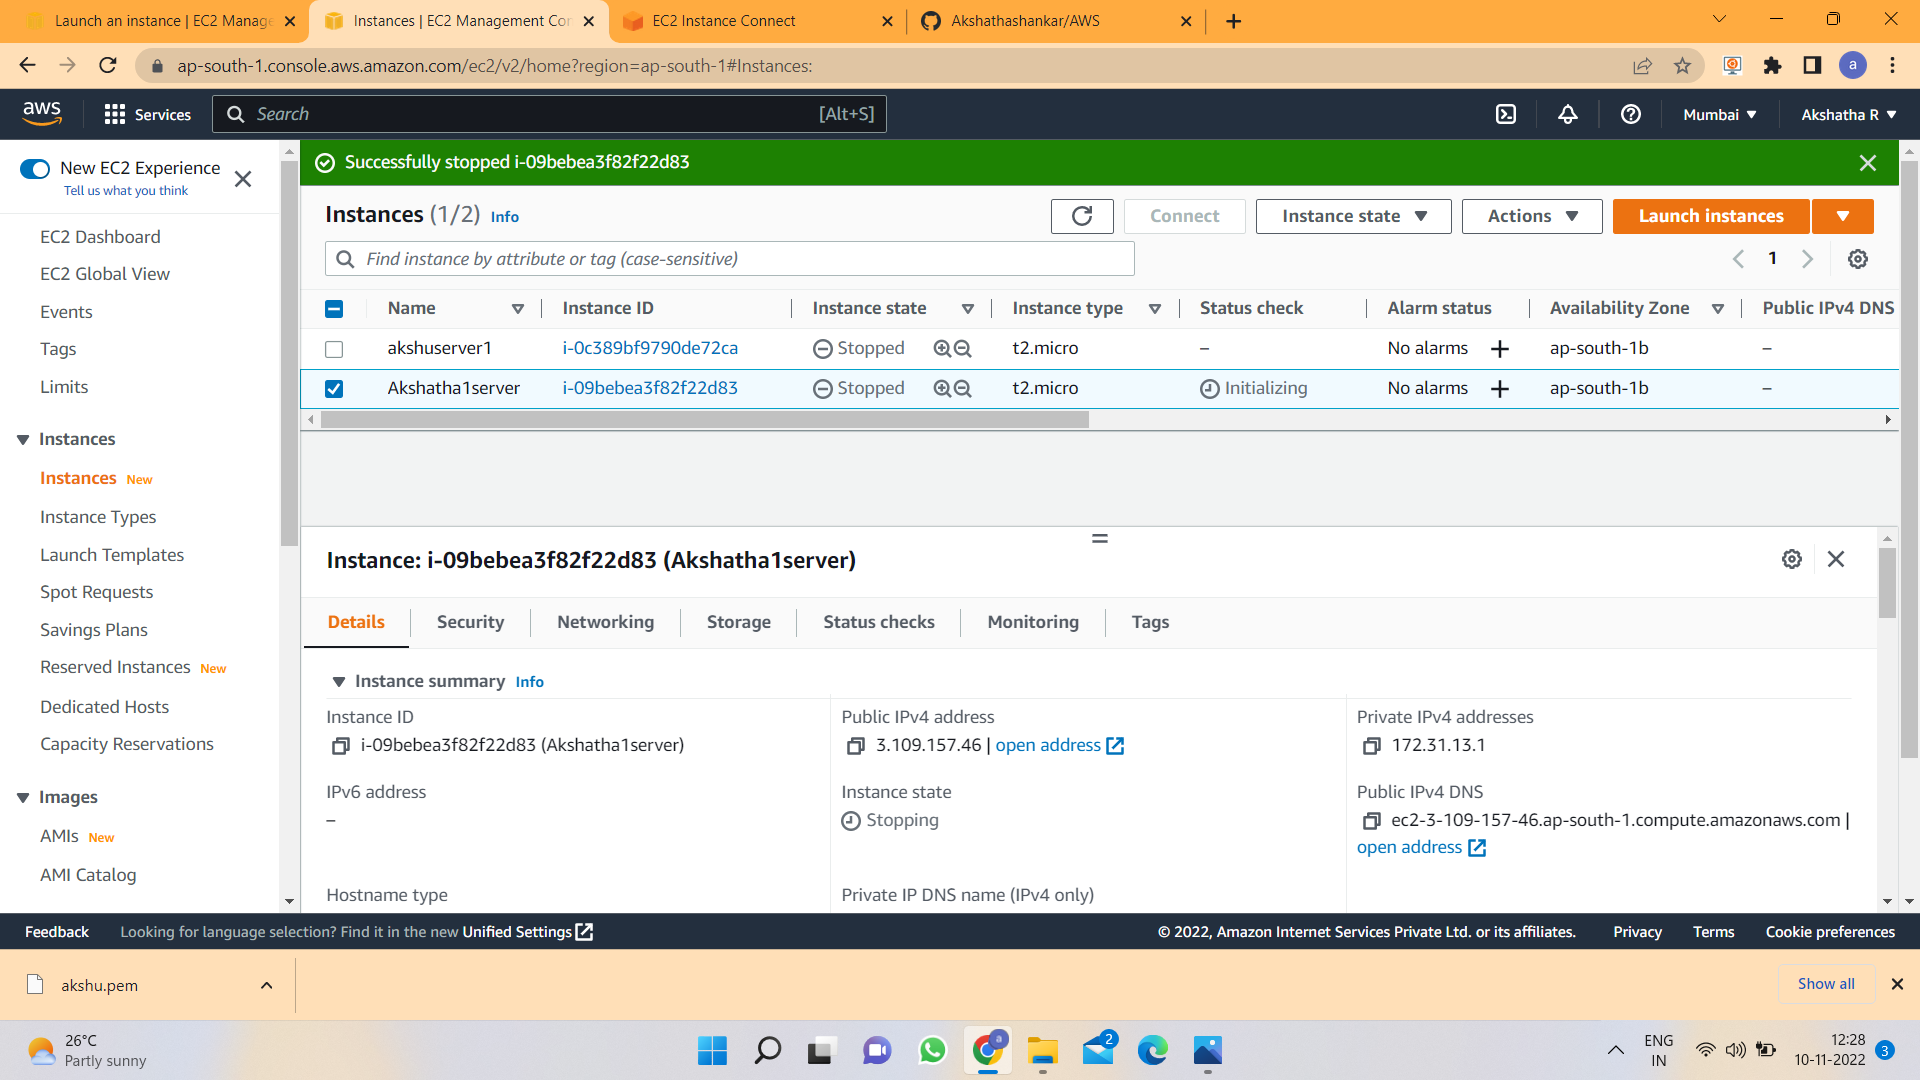 Launch an instance | EC2 Manage
Instances | EC2 Management Con
EC2 Instance Connect
Akshathashankar/AWS
ap-south-1.console.aws.amazon.com/ec2/v2/home?region=ap-south-1#Instances:
a
aws
Services
Search
[Alt+S]
Mumbai
Akshatha R
New EC2 Experience
Tell us what you think
EC2 Dashboard
EC2 Global View
Events
Tags
Limits
Instances
Instances New
Instance Types
Launch Templates
Spot Requests
Savings Plans
Reserved Instances New
Dedicated Hosts
Capacity Reservations
Images
AMIs New
AMI Catalog
Successfully stopped i-09bebea3f82f22d83
Instances (1/2) Info
Connect
Instance state
Actions
Launch instances
Find instance by attribute or tag (case-sensitive)
1
Name Instance ID Instance state Instance type Status check Alarm status Availability Zone Public IPv4 DNS
akshuserver1 i-0c389bf9790de72ca Stopped t2.micro – No alarms ap-south-1b –
Akshatha1server i-09bebea3f82f22d83 Stopped t2.micro Initializing No alarms ap-south-1b –
Instance: i-09bebea3f82f22d83 (Akshatha1server)
Details Security Networking Storage Status checks Monitoring Tags
Instance summary Info
Instance ID
i-09bebea3f82f22d83 (Akshatha1server)
Public IPv4 address
3.109.157.46 | open address
Private IPv4 addresses
172.31.13.1
IPv6 address
–
Instance state
Stopping
Public IPv4 DNS
ec2-3-109-157-46.ap-south-1.compute.amazonaws.com |
open address
Hostname type
Private IP DNS name (IPv4 only)
Feedback
Looking for language selection? Find it in the new Unified Settings
© 2022, Amazon Internet Services Private Ltd. or its affiliates.
Privacy
Terms
Cookie preferences
akshu.pem
Show all
26°C
Partly sunny
a
2
ENG
IN
12:28
10-11-2022
3